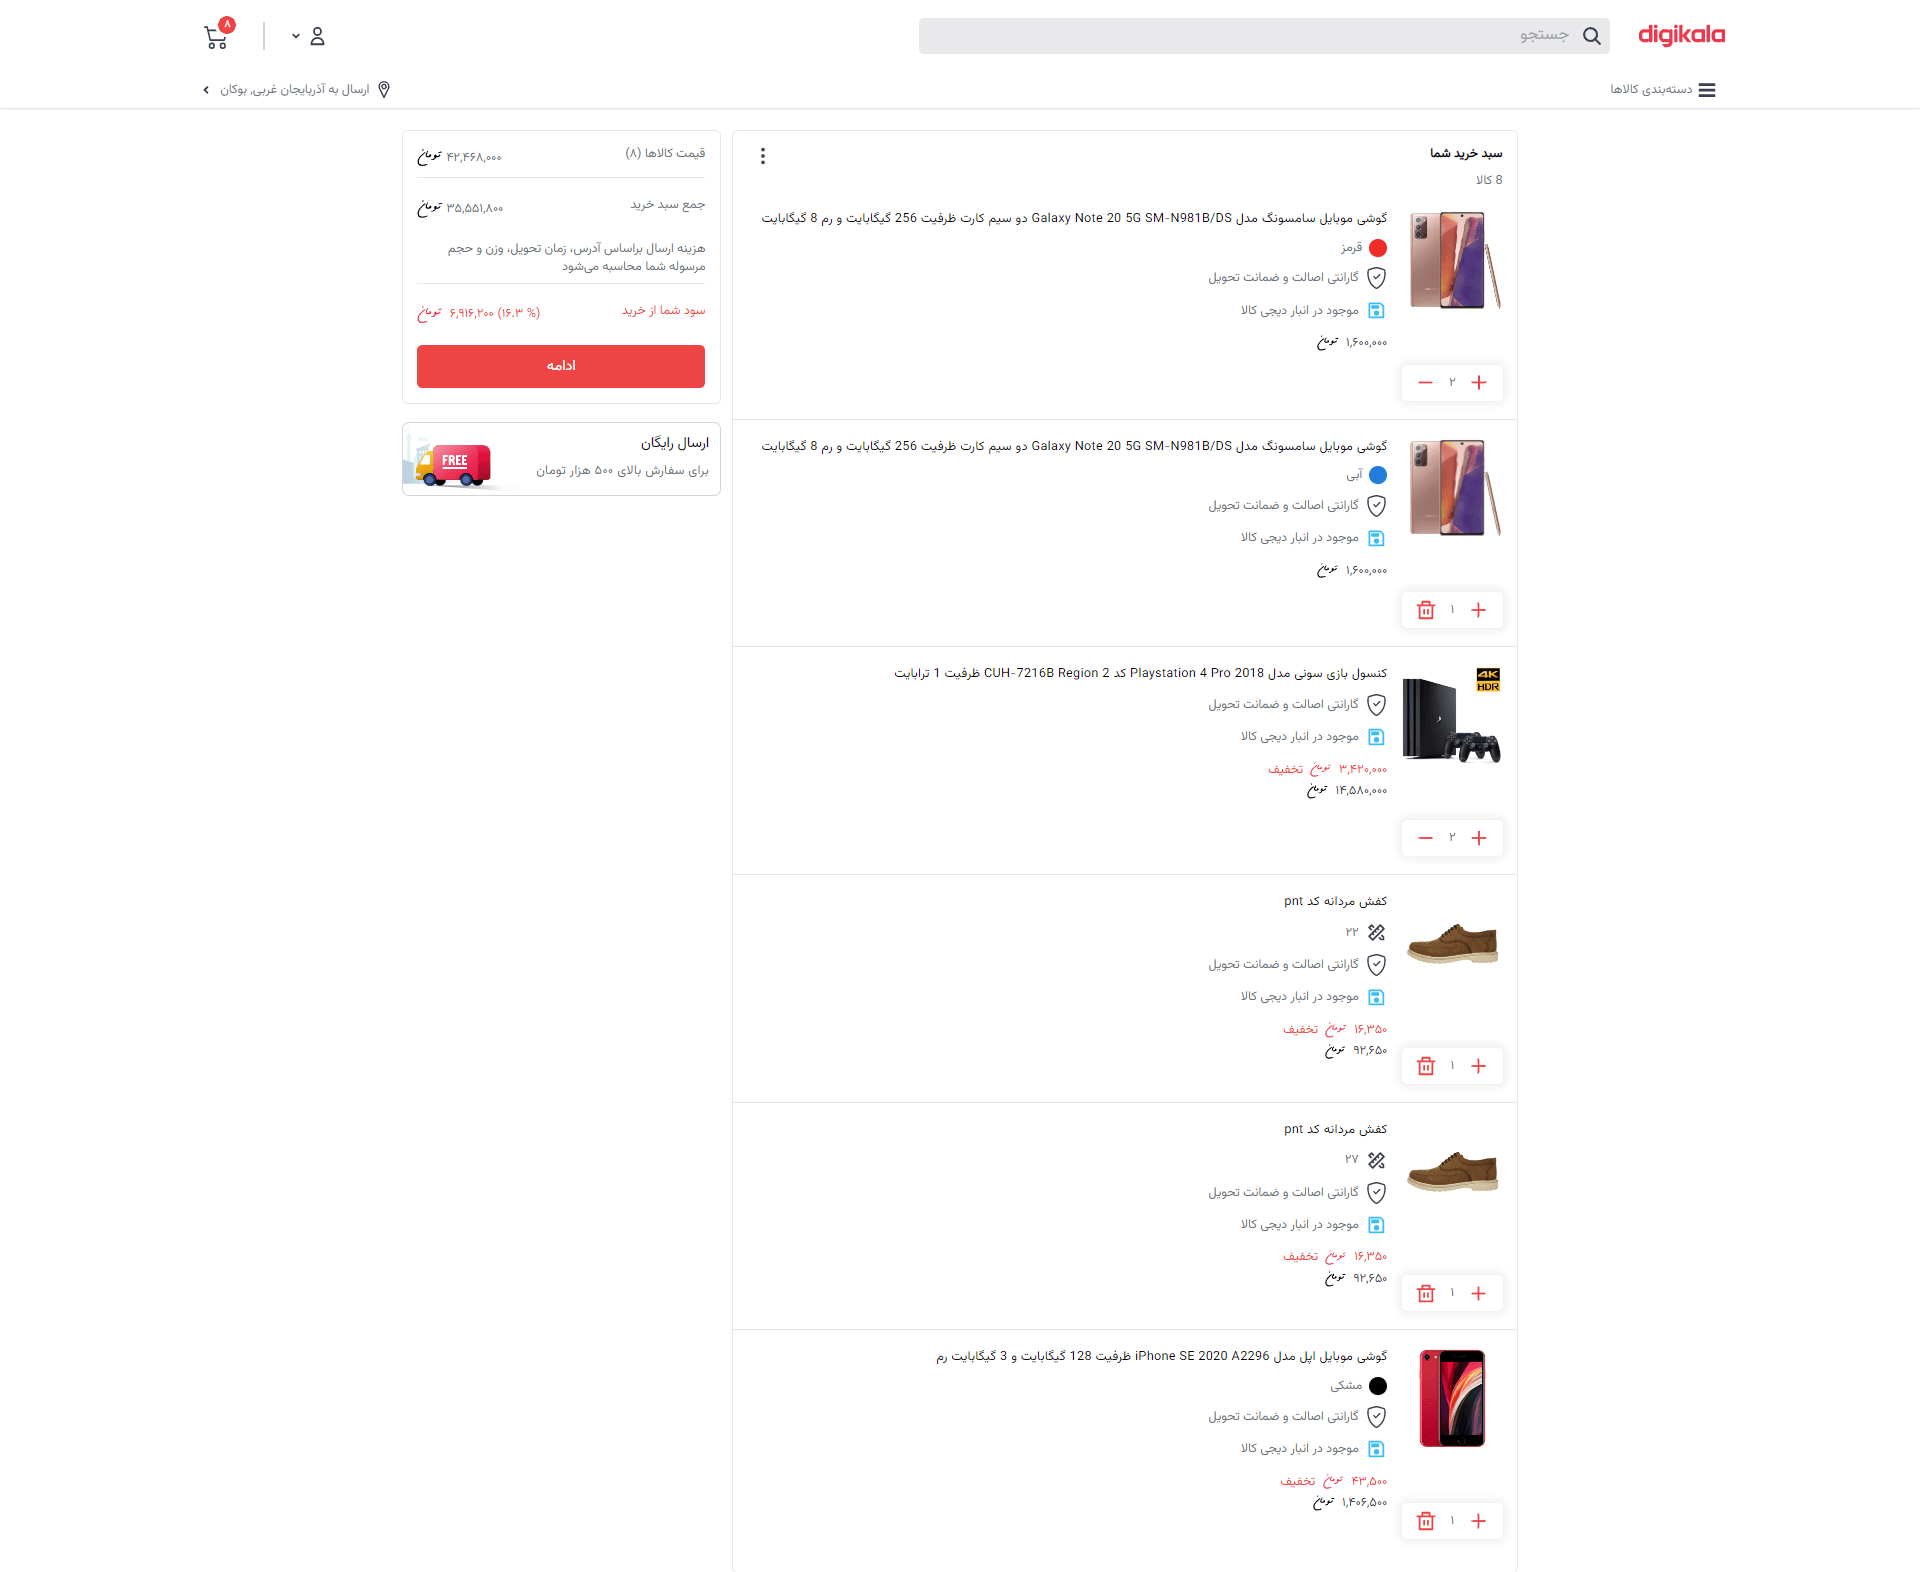 digikala
جستجو
۸
دسته‌بندی کالاها
ارسال به آذربایجان غربی, بوکان
سبد خرید شما
8 کالا
گوشی موبایل سامسونگ مدل Galaxy Note 20 5G SM-N981B/DS دو سیم کارت ظرفیت 256 گیگابایت و رم 8 گیگابایت
قرمز
گارانتی اصالت و ضمانت تحویل
موجود در انبار دیجی کالا
۱,۶۰۰,۰۰۰ تومان
۲
گوشی موبایل سامسونگ مدل Galaxy Note 20 5G SM-N981B/DS دو سیم کارت ظرفیت 256 گیگابایت و رم 8 گیگابایت
آبی
گارانتی اصالت و ضمانت تحویل
موجود در انبار دیجی کالا
۱,۶۰۰,۰۰۰ تومان
۱
4K
HDR
کنسول بازی سونی مدل Playstation 4 Pro 2018 کد CUH-7216B Region 2 ظرفیت 1 ترابایت
گارانتی اصالت و ضمانت تحویل
موجود در انبار دیجی کالا
۳,۴۲۰,۰۰۰ تومان تخفیف
۱۴,۵۸۰,۰۰۰ تومان
۲
کفش مردانه کد pnt
۲۲
گارانتی اصالت و ضمانت تحویل
موجود در انبار دیجی کالا
۱۶,۳۵۰ تومان تخفیف
۹۲,۶۵۰ تومان
۱
کفش مردانه کد pnt
۲۷
گارانتی اصالت و ضمانت تحویل
موجود در انبار دیجی کالا
۱۶,۳۵۰ تومان تخفیف
۹۲,۶۵۰ تومان
۱
گوشی موبایل اپل مدل iPhone SE 2020 A2296 ظرفیت 128 گیگابایت و 3 گیگابایت رم
مشکی
گارانتی اصالت و ضمانت تحویل
موجود در انبار دیجی کالا
۴۳,۵۰۰ تومان تخفیف
۱,۴۰۶,۵۰۰ تومان
۱
قیمت کالاها (۸) ۴۲,۴۶۸,۰۰۰ تومان
جمع سبد خرید ۳۵,۵۵۱,۸۰۰ تومان
هزینه ارسال براساس آدرس، زمان تحویل، وزن و حجم
مرسوله شما محاسبه می‌شود
سود شما از خرید (۱۶.۳ %) ۶,۹۱۶,۲۰۰ تومان
ادامه
ارسال رایگان
برای سفارش بالای ۵۰۰ هزار تومان
FREE